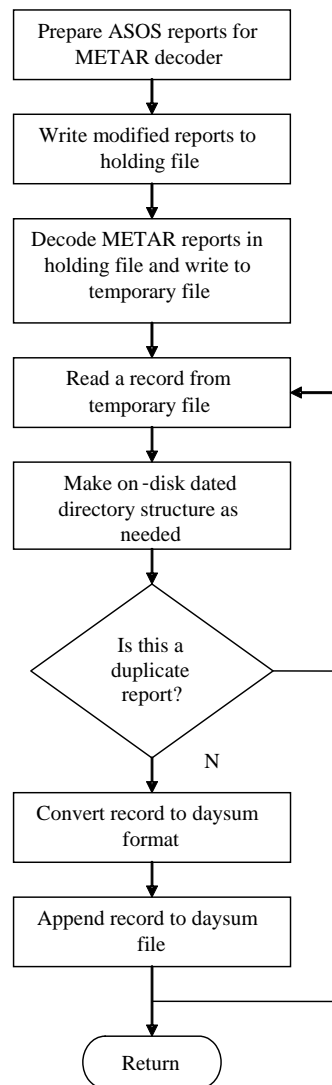 Prepare ASOS reports for
METAR decoder
Write modified reports to
holding file
Decode METAR reports in
holding file and write to
temporary file
Read a record from
temporary file
Make on-disk dated
directory structure as
needed
Is this a
duplicate
report?
N
Convert record to daysum
format
Append record to daysum
file
Return